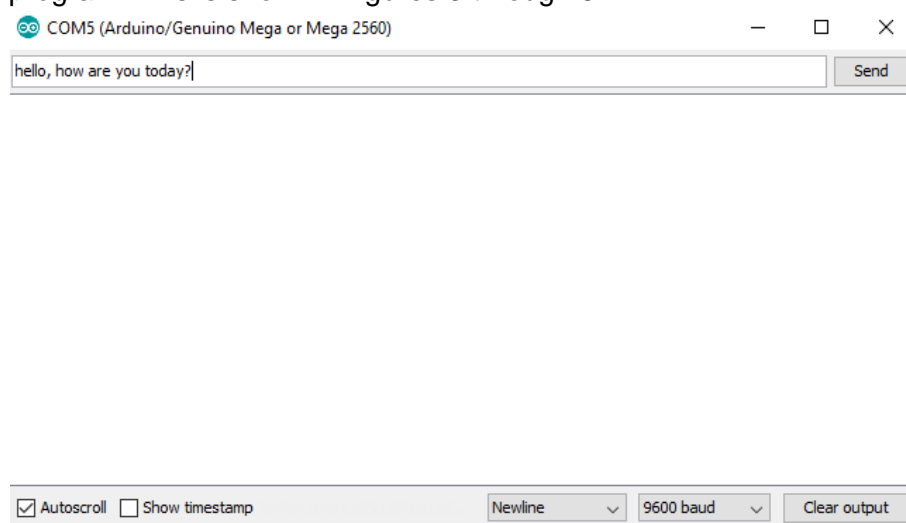 COM5 (Arduino/Genuino Mega or Mega 2560)
hello, how are you today?
Send
Autoscroll Show timestamp Newline 9600 baud Clear output